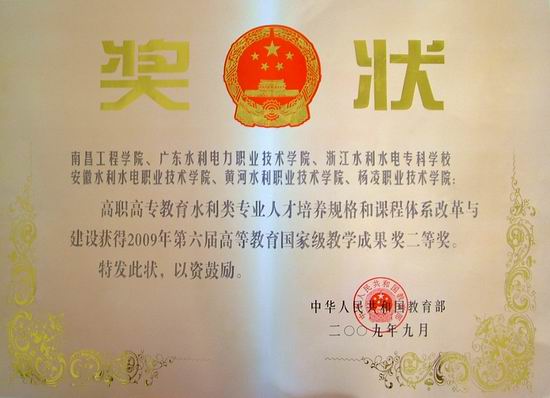 奖状
南昌工程学院、广东水利电力职业技术学院、浙江水利水电专科学校
安徽水利水电职业技术学院、黄河水利职业技术学院、杨凌职业技术学院：
高职高专教育水利类专业人才培养规格和课程体系改革与
建设获得2009年第六届高等教育国家级教学成果 奖二等奖。
特发此状，以资鼓励。
中华人民共和国教育部
二〇〇九年九月